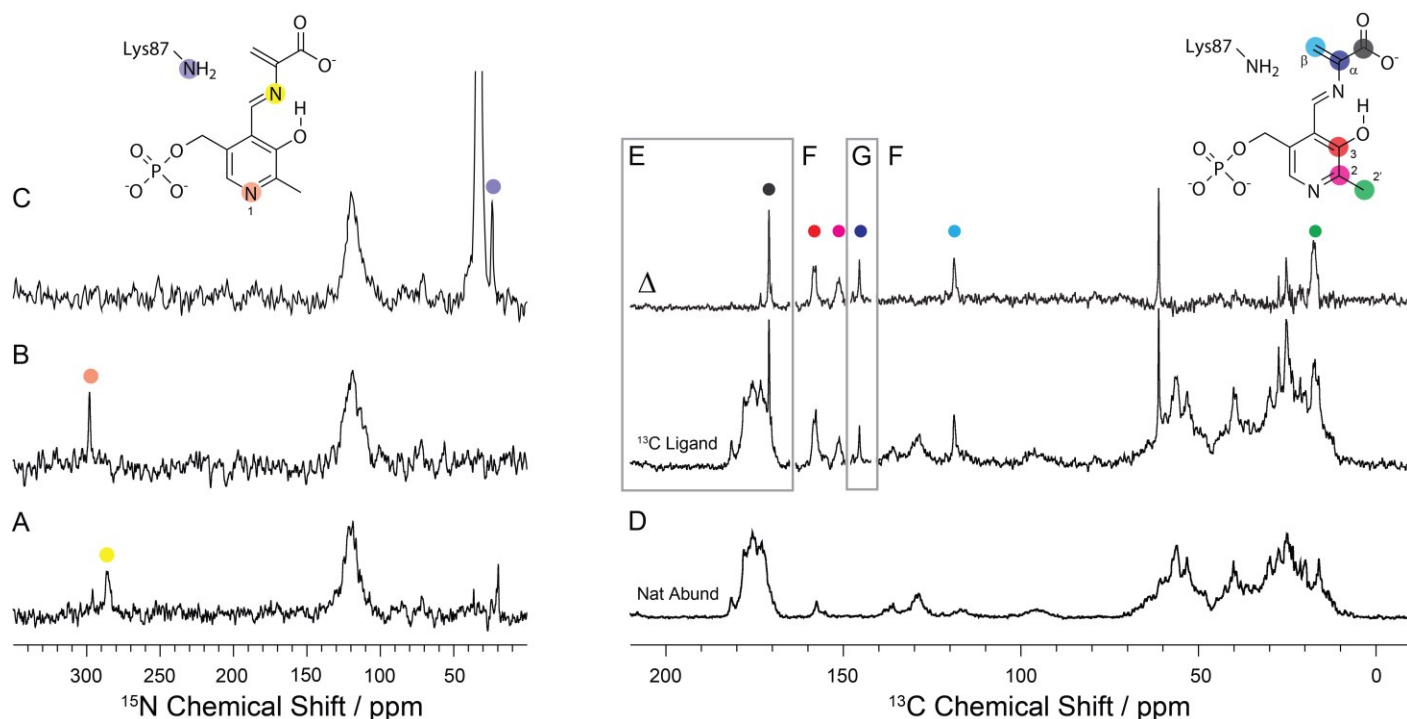 Lys87
NH2
O
O-
N
H
O
O
P
O-
O
-O
N
1
C
B
A
300 250 200 150 100 50
15N Chemical Shift / ppm
Lys87
NH2
O
O-
β
α
N
H
O
3
O
P
O-
O
-O
2
2'
N
E F G F
Δ
13C Ligand
D
Nat Abund
200 150 100 50 0
13C Chemical Shift / ppm